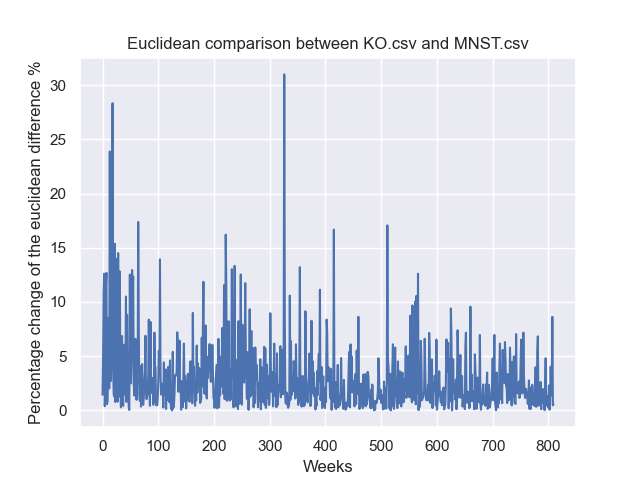 Euclidean comparison between KO.csv and MNST.csv
Percentage change of the euclidean difference %
30
25
20
15
10
5
0
0 100 200 300 400 500 600 700 800
Weeks